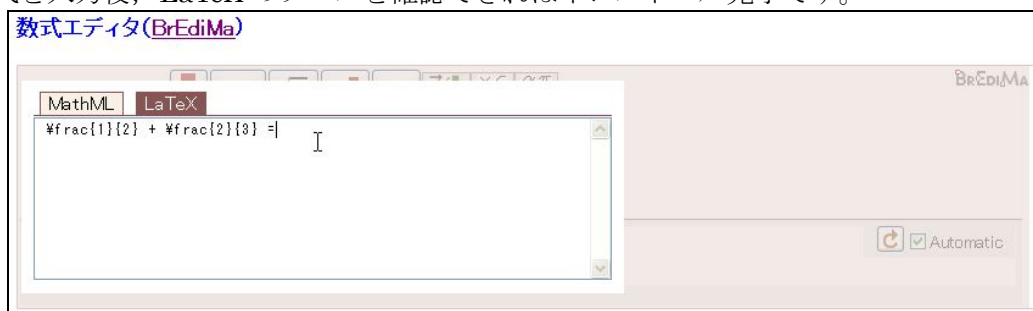 数式エディタ(BrEdiMa)
BREDIMA
MathML LaTeX
¥frac{1}{2} + ¥frac{2}{3} =
Automatic